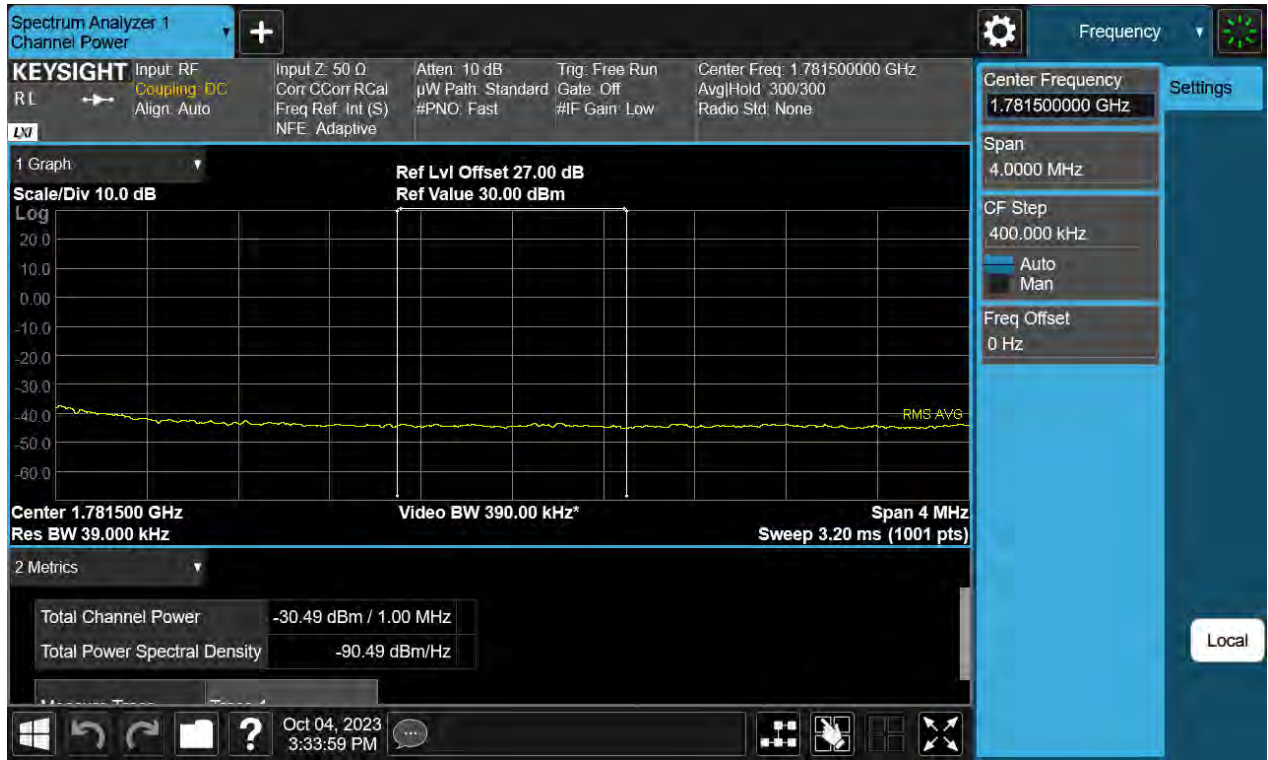 Spectrum Analyzer 1
Channel Power
Frequency
KEYSIGHT
RL
LXI
Input: RF
Coupling: DC
Align: Auto
Input Z: 50 Ω
Corr CCorr RCal
Freq Ref: Int (S)
NFE: Adaptive
Atten: 10 dB
µW Path: Standard
#PNO: Fast
Trig: Free Run
Gate: Off
#IF Gain: Low
Center Freq: 1.781500000 GHz
Avg|Hold: 300/300
Radio Std: None
1 Graph
Scale/Div 10.0 dB
Ref Lvl Offset 27.00 dB
Ref Value 30.00 dBm
Log
20.0
10.0
0.00
-10.0
-20.0
-30.0
-40.0
-50.0
-60.0
RMS AVG
Center 1.781500 GHz
Video BW 390.00 kHz*
Span 4 MHz
Res BW 39.000 kHz
Sweep 3.20 ms (1001 pts)
2 Metrics
Total Channel Power -30.49 dBm / 1.00 MHz
Total Power Spectral Density -90.49 dBm/Hz
?
Oct 04, 2023
3:33:59 PM
Center Frequency
1.781500000 GHz
Settings
Span
4.0000 MHz
CF Step
400.000 kHz
Auto
Man
Freq Offset
0 Hz
Local